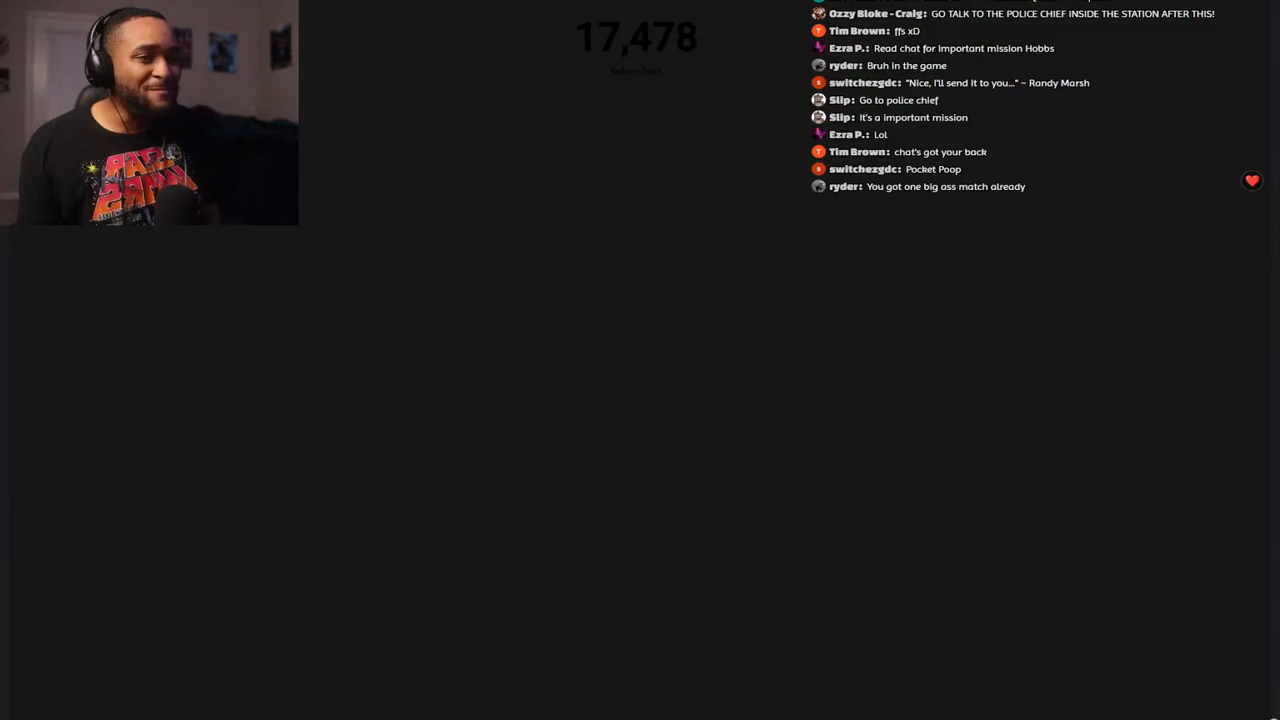 17,478
Subscribers
Ozzy Bloke - Craig: GO TALK TO THE POLICE CHIEF INSIDE THE STATION AFTER THIS!
Tim Brown: ffs xD
Ezra P.: Read chat for important mission Hobbs
ryder: Bruh in the game
switchezgdc: "Nice, I'll send it to you..." ~ Randy Marsh
Slip: Go to police chief
Slip: It's a important mission
Ezra P.: Lol
Tim Brown: chat's got your back
switchezgdc: Pocket Poop
ryder: You got one big ass match already